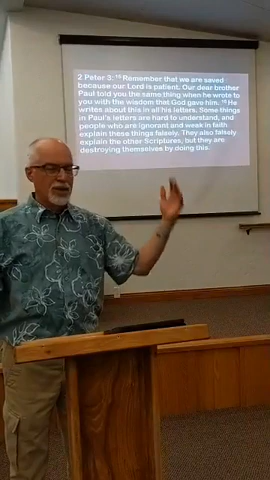 2 Peter 3: ¹⁵ Remember that we are saved
because our Lord is patient. Our dear brother
Paul told you the same thing when he wrote to
you with the wisdom that God gave him. ¹⁶ He
writes about this in all his letters. Some things
in Paul's letters are hard to understand, and
people who are ignorant and weak in faith
explain these things falsely. They also falsely
explain the other Scriptures, but they are
destroying themselves by doing this.